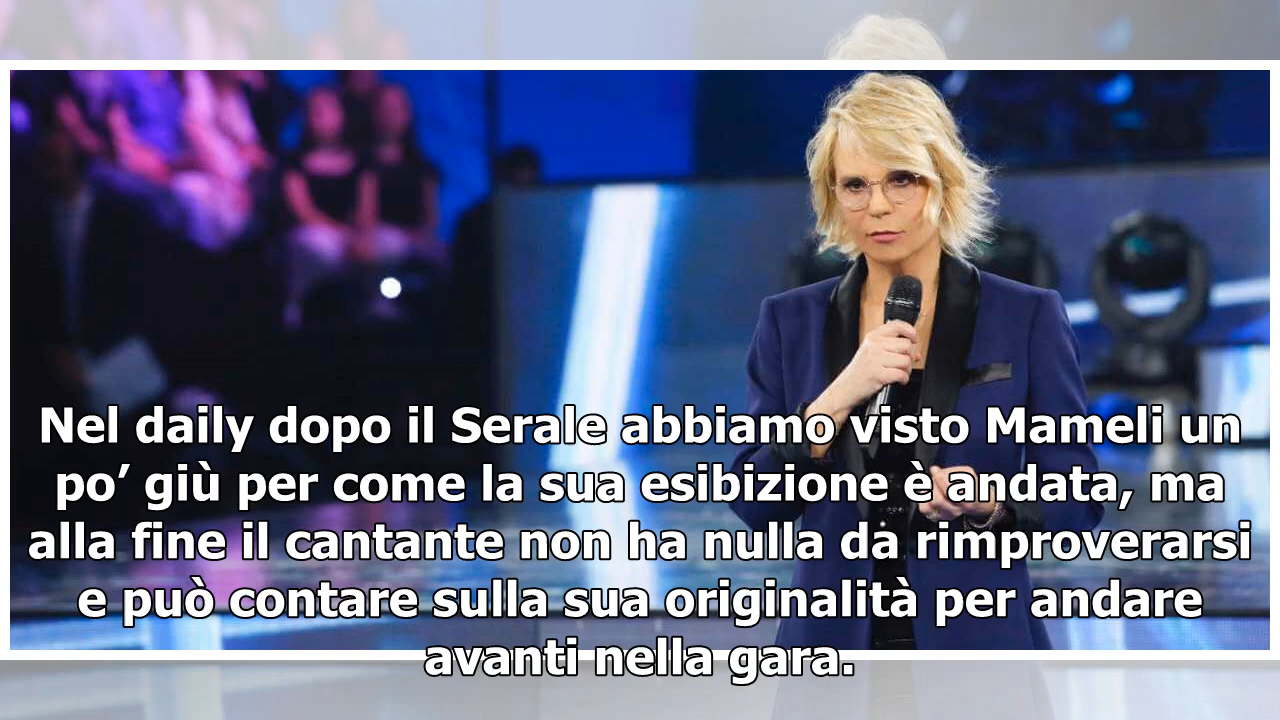 Nel daily dopo il Serale abbiamo visto Mameli un
po’ giù per come la sua esibizione è andata, ma
alla fine il cantante non ha nulla da rimproverarsi
e può contare sulla sua originalità per andare
avanti nella gara.